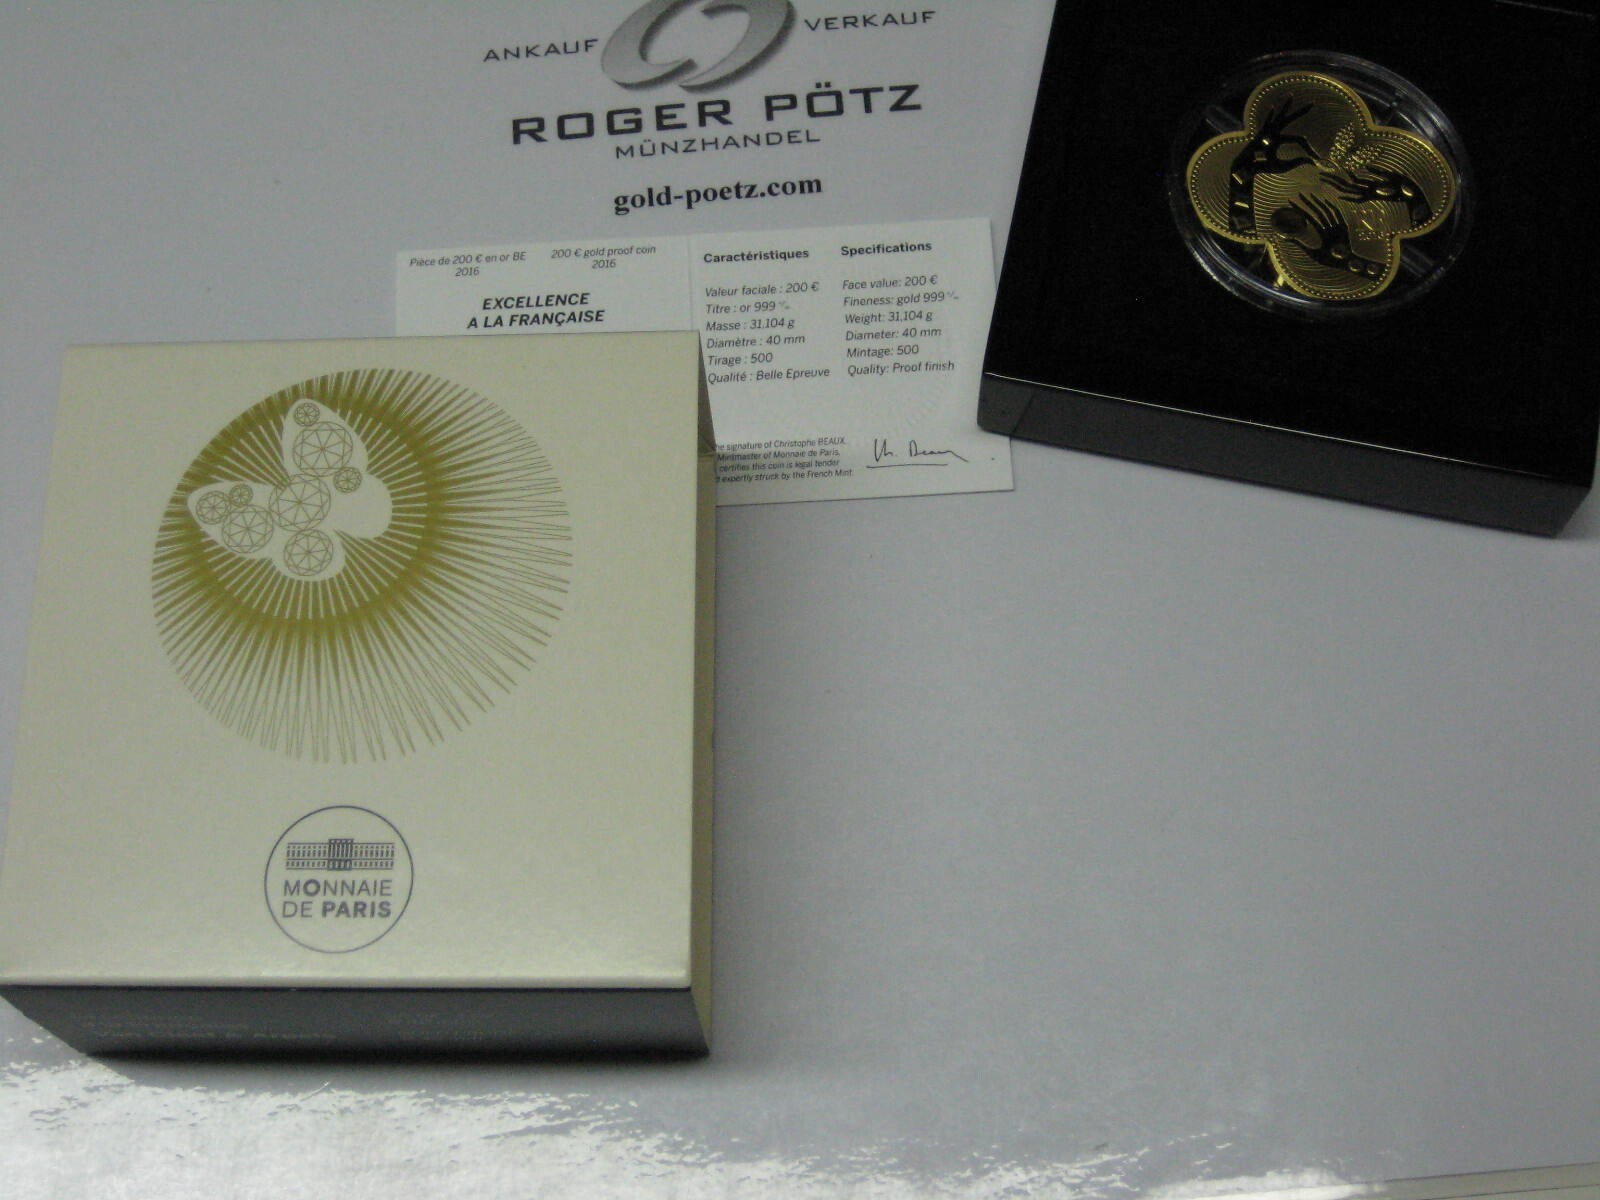 ANKAUF
VERKAUF
ROGER PÖTZ
MÜNZHANDEL
gold-poetz.com
Pièce de 200 € en or BE
2016
200 € gold proof coin
2016
EXCELLENCE
A LA FRANÇAISE
Caractéristiques
Valeur faciale : 200 €
Titre : or 999 ‰
Masse : 31,104 g
Diamètre : 40 mm
Tirage : 500
Qualité : Belle Epreuve
Specifications
Face value: 200 €
Fineness: gold 999 ‰
Weight: 31,104 g
Diameter: 40 mm
Mintage: 500
Quality: Proof finish
signature of Christophe BEAUX,
Mintmaster of Monnaie de Paris,
certifies this coin is legal tender
expertly struck by the French Mint
MONNAIE
DE PARIS
Van Cleef & Arpels